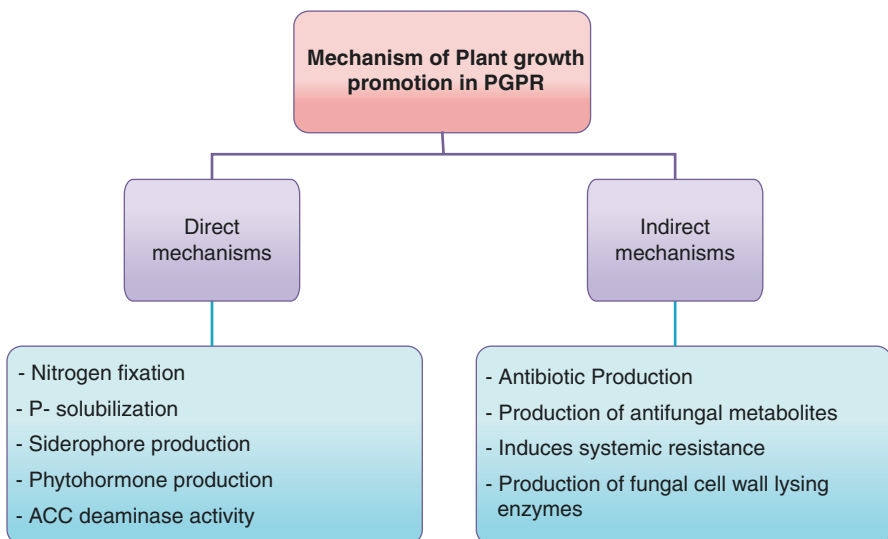 Mechanism of Plant growth
promotion in PGPR
Direct
mechanisms
Indirect
mechanisms
- Nitrogen fixation
- P- solubilization
- Siderophore production
- Phytohormone production
- ACC deaminase activity
- Antibiotic Production
- Production of antifungal metabolites
- Induces systemic resistance
- Production of fungal cell wall lysing
enzymes